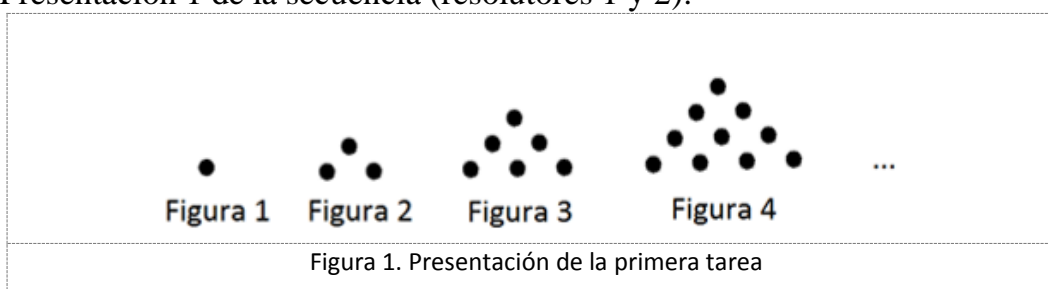 Presentación 1 de la secuencia (resolutores 1 y 2):
...
Figura 1 Figura 2 Figura 3 Figura 4
Figura 1. Presentación de la primera tarea